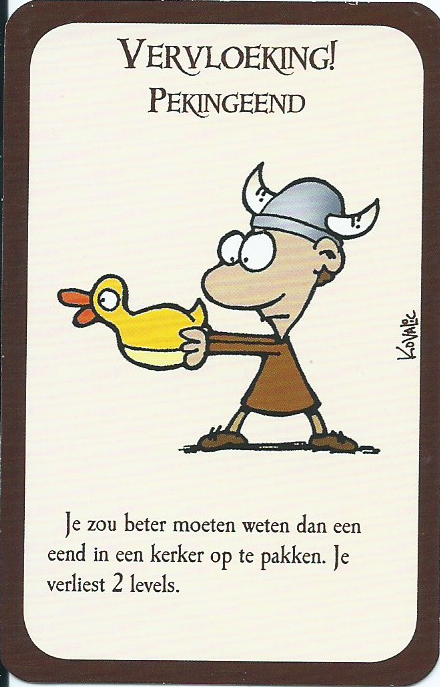 VERVLOEKING!
PEKINGEEND
KOVALIC
Je zou beter moeten weten dan een
eend in een kerker op te pakken. Je
verliest 2 levels.